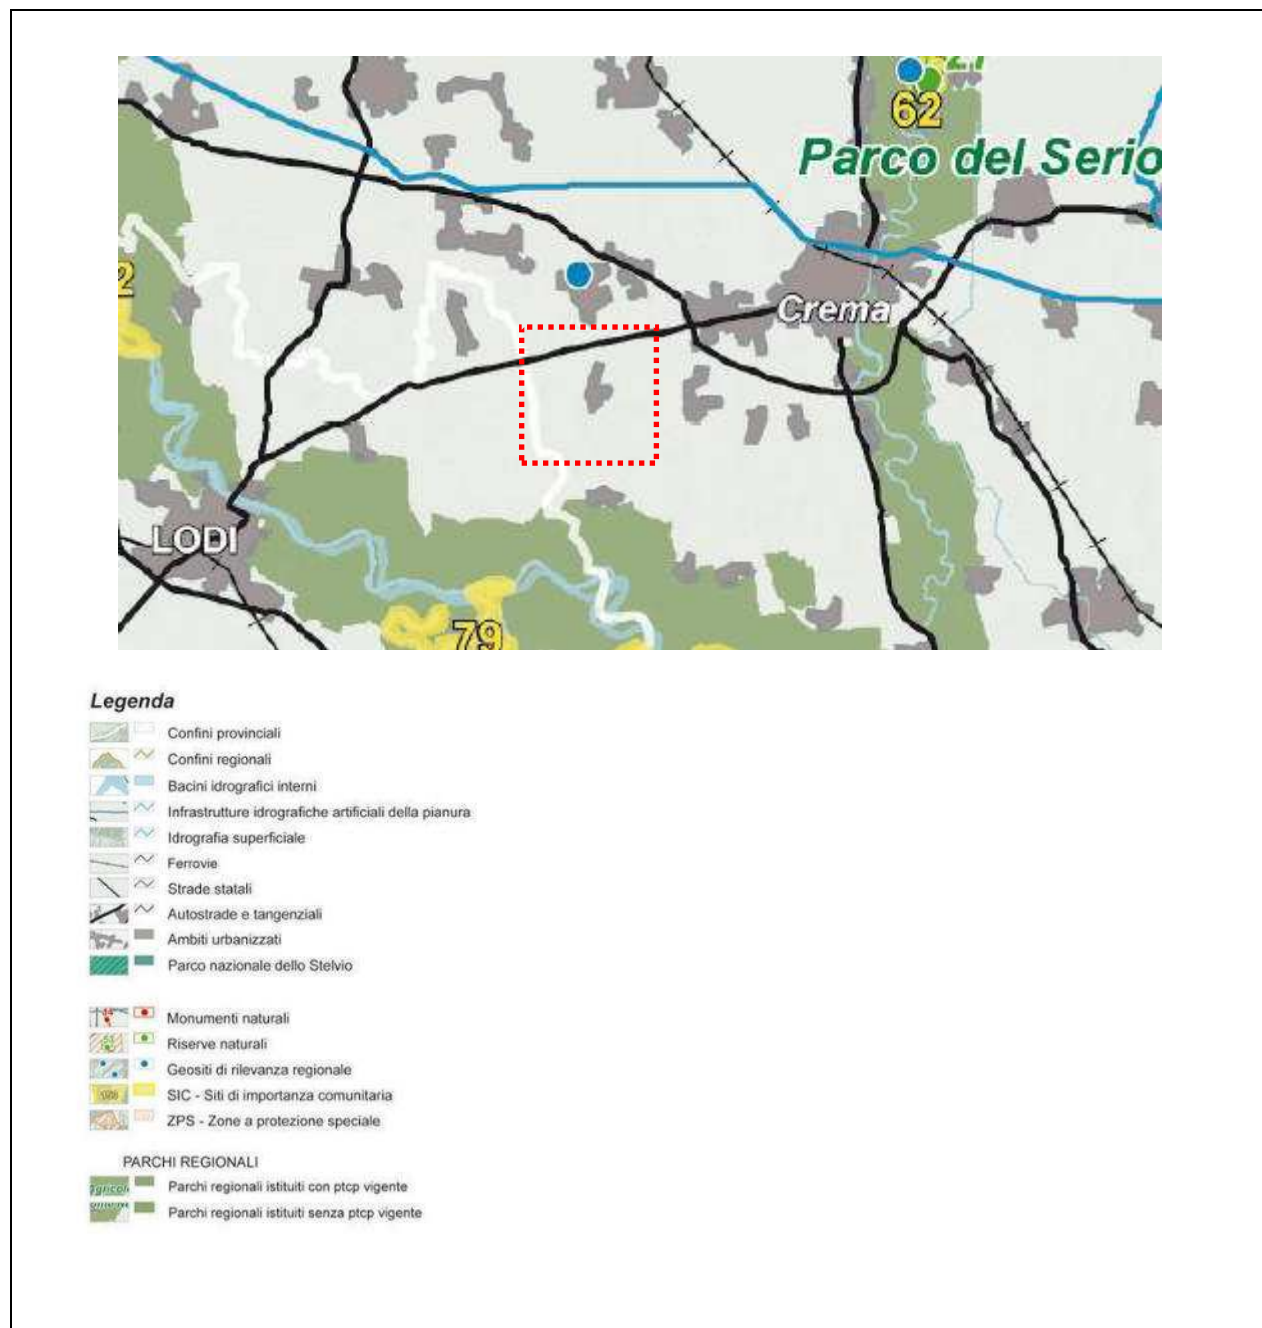 27
62
Parco del Serio
2
Crema
LODI
79
Legenda
Confini provinciali
Confini regionali
Bacini idrografici interni
Infrastrutture idrografiche artificiali della pianura
Idrografia superficiale
Ferrovie
Strade statali
Autostrade e tangenziali
Ambiti urbanizzati
Parco nazionale dello Stelvio
Monumenti naturali
Riserve naturali
Geositi di rilevanza regionale
SIC - Siti di importanza comunitaria
ZPS - Zone a protezione speciale
PARCHI REGIONALI
Parchi regionali istituiti con ptcp vigente
Parchi regionali istituiti senza ptcp vigente